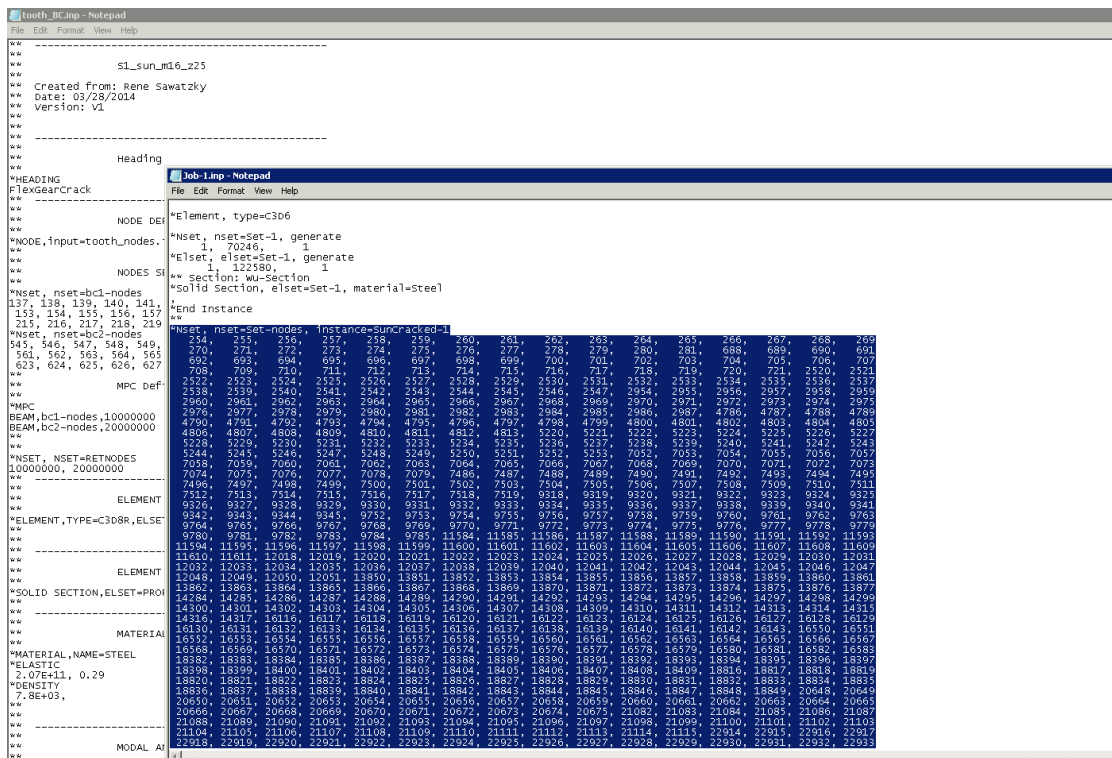 tooth_BC.inp - Notepad
File Edit Format View Help
** ----------------------------------------------
**
** S1_sun_m16_z25
**
** Created from: Rene Sawatzky
** Date: 03/28/2014
** Version: V1
**
**
** ----------------------------------------------
**
** Heading
**
*HEADING
FlexGearCrack
** --------------------
**
** NODE DEF
**
*NODE,input=tooth_nodes.
**
**
** NODES SE
**
*Nset, nset=bc1-nodes
137, 138, 139, 140, 141,
153, 154, 155, 156, 157
215, 216, 217, 218, 219
*Nset, nset=bc2-nodes
545, 546, 547, 548, 549,
561, 562, 563, 564, 565
623, 624, 625, 626, 627
**
** MPC Def
**
*MPC
BEAM,bc1-nodes,10000000
BEAM,bc2-nodes,20000000
**
**
*NSET, NSET=RETNODES
10000000, 20000000
** --------------------
**
** ELEMENT
**
*ELEMENT,TYPE=C3D8R,ELSE
**
**
** --------------------
**
** ELEMENT
**
*SOLID SECTION,ELSET=PRO
**
** --------------------
**
** MATERIAL
**
*MATERIAL,NAME=STEEL
*ELASTIC
2.07E+11, 0.29
*DENSITY
7.8E+03,
**
**
** --------------------
**
** MODAL AN
**
Job-1.inp - Notepad
File Edit Format View Help
*Element, type=C3D6
*Nset, nset=Set-1, generate
1, 70246, 1
*Elset, elset=Set-1, generate
1, 122580, 1
** Section: Wu-Section
*Solid Section, elset=Set-1, material=Steel
,
*End Instance
**
*Nset, nset=Set-nodes, instance=SunCracked-1
254, 255, 256, 257, 258, 259, 260, 261, 262, 263, 264, 265, 266, 267, 268, 269
270, 271, 272, 273, 274, 275, 276, 277, 278, 279, 280, 281, 688, 689, 690, 691
692, 693, 694, 695, 696, 697, 698, 699, 700, 701, 702, 703, 704, 705, 706, 707
708, 709, 710, 711, 712, 713, 714, 715, 716, 717, 718, 719, 720, 721, 2520, 2521
2522, 2523, 2524, 2525, 2526, 2527, 2528, 2529, 2530, 2531, 2532, 2533, 2534, 2535, 2536, 2537
2538, 2539, 2540, 2541, 2542, 2543, 2544, 2545, 2546, 2547, 2954, 2955, 2956, 2957, 2958, 2959
2960, 2961, 2962, 2963, 2964, 2965, 2966, 2967, 2968, 2969, 2970, 2971, 2972, 2973, 2974, 2975
2976, 2977, 2978, 2979, 2980, 2981, 2982, 2983, 2984, 2985, 2986, 2987, 4786, 4787, 4788, 4789
4790, 4791, 4792, 4793, 4794, 4795, 4796, 4797, 4798, 4799, 4800, 4801, 4802, 4803, 4804, 4805
4806, 4807, 4808, 4809, 4810, 4811, 4812, 4813, 5220, 5221, 5222, 5223, 5224, 5225, 5226, 5227
5228, 5229, 5230, 5231, 5232, 5233, 5234, 5235, 5236, 5237, 5238, 5239, 5240, 5241, 5242, 5243
5244, 5245, 5246, 5247, 5248, 5249, 5250, 5251, 5252, 5253, 7052, 7053, 7054, 7055, 7056, 7057
7058, 7059, 7060, 7061, 7062, 7063, 7064, 7065, 7066, 7067, 7068, 7069, 7070, 7071, 7072, 7073
7074, 7075, 7076, 7077, 7078, 7079, 7486, 7487, 7488, 7489, 7490, 7491, 7492, 7493, 7494, 7495
7496, 7497, 7498, 7499, 7500, 7501, 7502, 7503, 7504, 7505, 7506, 7507, 7508, 7509, 7510, 7511
7512, 7513, 7514, 7515, 7516, 7517, 7518, 7519, 9318, 9319, 9320, 9321, 9322, 9323, 9324, 9325
9326, 9327, 9328, 9329, 9330, 9331, 9332, 9333, 9334, 9335, 9336, 9337, 9338, 9339, 9340, 9341
9342, 9343, 9344, 9345, 9752, 9753, 9754, 9755, 9756, 9757, 9758, 9759, 9760, 9761, 9762, 9763
9764, 9765, 9766, 9767, 9768, 9769, 9770, 9771, 9772, 9773, 9774, 9775, 9776, 9777, 9778, 9779
9780, 9781, 9782, 9783, 9784, 9785, 11584, 11585, 11586, 11587, 11588, 11589, 11590, 11591, 11592, 11593
11594, 11595, 11596, 11597, 11598, 11599, 11600, 11601, 11602, 11603, 11604, 11605, 11606, 11607, 11608, 11609
11610, 11611, 12018, 12019, 12020, 12021, 12022, 12023, 12024, 12025, 12026, 12027, 12028, 12029, 12030, 12031
12032, 12033, 12034, 12035, 12036, 12037, 12038, 12039, 12040, 12041, 12042, 12043, 12044, 12045, 12046, 12047
12048, 12049, 12050, 12051, 13850, 13851, 13852, 13853, 13854, 13855, 13856, 13857, 13858, 13859, 13860, 13861
13862, 13863, 13864, 13865, 13866, 13867, 13868, 13869, 13870, 13871, 13872, 13873, 13874, 13875, 13876, 13877
14284, 14285, 14286, 14287, 14288, 14289, 14290, 14291, 14292, 14293, 14294, 14295, 14296, 14297, 14298, 14299
14300, 14301, 14302, 14303, 14304, 14305, 14306, 14307, 14308, 14309, 14310, 14311, 14312, 14313, 14314, 14315
14316, 14317, 16116, 16117, 16118, 16119, 16120, 16121, 16122, 16123, 16124, 16125, 16126, 16127, 16128, 16129
16130, 16131, 16132, 16133, 16134, 16135, 16136, 16137, 16138, 16139, 16140, 16141, 16142, 16143, 16550, 16551
16552, 16553, 16554, 16555, 16556, 16557, 16558, 16559, 16560, 16561, 16562, 16563, 16564, 16565, 16566, 16567
16568, 16569, 16570, 16571, 16572, 16573, 16574, 16575, 16576, 16577, 16578, 16579, 16580, 16581, 16582, 16583
18382, 18383, 18384, 18385, 18386, 18387, 18388, 18389, 18390, 18391, 18392, 18393, 18394, 18395, 18396, 18397
18398, 18399, 18400, 18401, 18402, 18403, 18404, 18405, 18406, 18407, 18408, 18409, 18816, 18817, 18818, 18819
18820, 18821, 18822, 18823, 18824, 18825, 18826, 18827, 18828, 18829, 18830, 18831, 18832, 18833, 18834, 18835
18836, 18837, 18838, 18839, 18840, 18841, 18842, 18843, 18844, 18845, 18846, 18847, 18848, 18849, 20648, 20649
20650, 20651, 20652, 20653, 20654, 20655, 20656, 20657, 20658, 20659, 20660, 20661, 20662, 20663, 20664, 20665
20666, 20667, 20668, 20669, 20670, 20671, 20672, 20673, 20674, 20675, 21082, 21083, 21084, 21085, 21086, 21087
21088, 21089, 21090, 21091, 21092, 21093, 21094, 21095, 21096, 21097, 21098, 21099, 21100, 21101, 21102, 21103
21104, 21105, 21106, 21107, 21108, 21109, 21110, 21111, 21112, 21113, 21114, 21115, 22914, 22915, 22916, 22917
22918, 22919, 22920, 22921, 22922, 22923, 22924, 22925, 22926, 22927, 22928, 22929, 22930, 22931, 22932, 22933